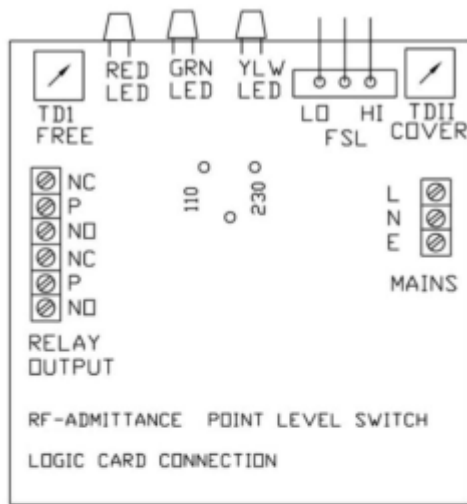 RED LED
GRN LED
YLW LED
TD1 FREE
LO HI
FSL
TDII COVER
110
230
NC
P
NO
NC
P
NO
RELAY OUTPUT
L
N
E
MAINS
RF-ADMITTANCE POINT LEVEL SWITCH
LOGIC CARD CONNECTION